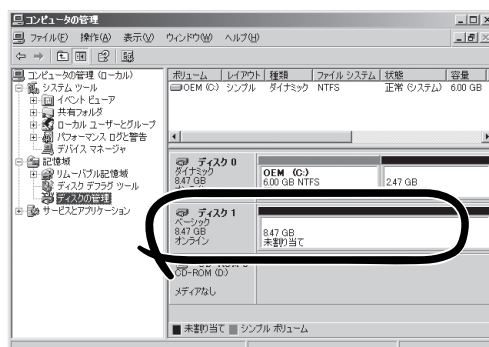 コンピュータの管理
ファイル(F) 操作(A) 表示(V) ウィンドウ(W) ヘルプ(H)
コンピュータの管理 (ローカル)
システム ツール
イベント ビューア
共有フォルダ
ローカル ユーザーとグループ
パフォーマンス ログと警告
デバイス マネージャ
記憶域
リムーバブル記憶域
ディスク デフラグ ツール
ディスクの管理
サービスとアプリケーション
ボリューム レイアウト 種類 ファイル システム 状態 容量
OEM (C:) シンプル ダイナミック NTFS 正常 (システム) 6.00 GB
ディスク 0
ダイナミック
8.47 GB
オンライン
OEM (C:)
6.00 GB NTFS
2.47 GB
ディスク 1
ベーシック
8.47 GB
オンライン
8.47 GB
未割り当て
CD-ROM 0
CD-ROM (D:)
メディアなし
未割り当て シンプル ボリューム